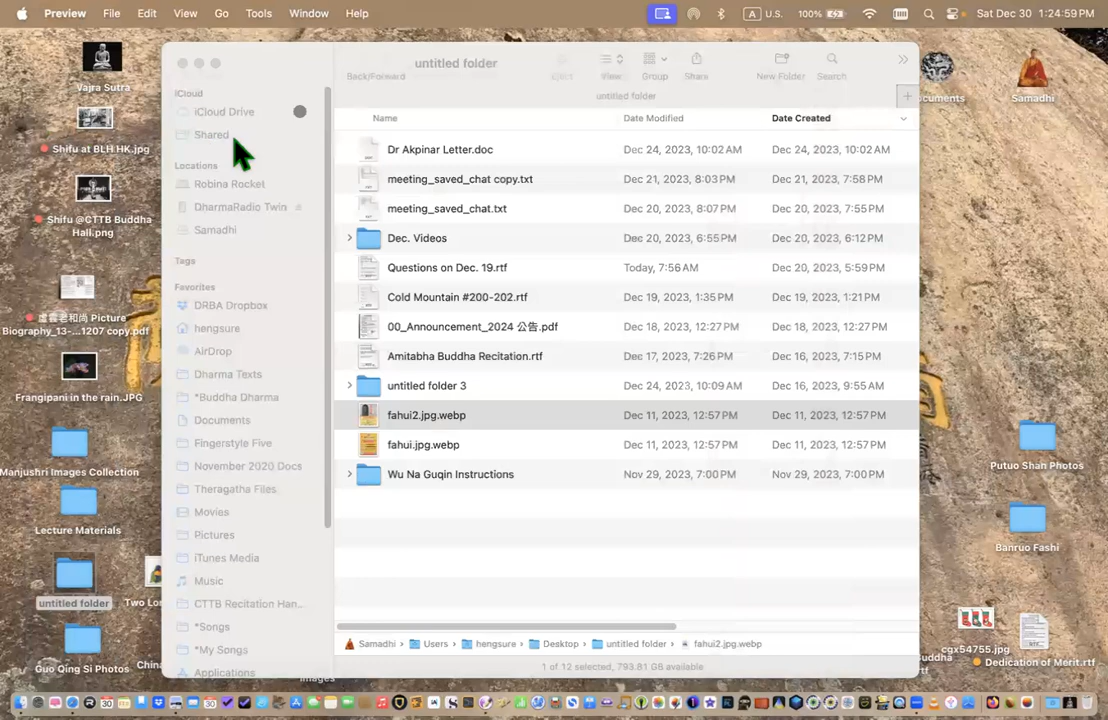 Preview File Edit View Go Tools Window Help
A U.S. 100% Sat Dec 30 1:24:59 PM
Vajra Sutra
Shifu at BLH HK.jpg
Shifu @CTTB Buddha
Hall.png
虛雲老和尚 Picture
Biography_13-...1207 copy.pdf
Frangipani in the rain.JPG
Manjushri Images Collection
Lecture Materials
untitled folder
Two Lor
Guo Qing Si Photos
China
images
iCloud
iCloud Drive
Shared
Locations
Robina Rocket
DharmaRadio Twin
Samadhi
Tags
Favorites
DRBA Dropbox
hengsure
AirDrop
Dharma Texts
*Buddha Dharma
Documents
Fingerstyle Five
November 2020 Docs
Theragatha Files
Movies
Pictures
iTunes Media
Music
CTTB Recitation Han...
*Songs
*My Songs
Applications
Back/Forward
untitled folder
Eject View Group Share New Folder Search
untitled folder
Name Date Modified Date Created
Dr Akpinar Letter.doc Dec 24, 2023, 10:02 AM Dec 24, 2023, 10:02 AM
meeting_saved_chat copy.txt Dec 21, 2023, 8:03 PM Dec 21, 2023, 7:58 PM
meeting_saved_chat.txt Dec 20, 2023, 8:07 PM Dec 20, 2023, 7:55 PM
Dec. Videos Dec 20, 2023, 6:55 PM Dec 20, 2023, 6:12 PM
Questions on Dec. 19.rtf Today, 7:56 AM Dec 20, 2023, 5:59 PM
Cold Mountain #200-202.rtf Dec 19, 2023, 1:35 PM Dec 19, 2023, 1:21 PM
00_Announcement_2024 公告.pdf Dec 18, 2023, 12:27 PM Dec 18, 2023, 12:27 PM
Amitabha Buddha Recitation.rtf Dec 17, 2023, 7:26 PM Dec 16, 2023, 7:15 PM
untitled folder 3 Dec 24, 2023, 10:09 AM Dec 16, 2023, 9:55 AM
fahui2.jpg.webp Dec 11, 2023, 12:57 PM Dec 11, 2023, 12:57 PM
fahui.jpg.webp Dec 11, 2023, 12:57 PM Dec 11, 2023, 12:57 PM
Wu Na Guqin Instructions Nov 29, 2023, 7:00 PM Nov 29, 2023, 7:00 PM
Samadhi › Users › hengsure › Desktop › untitled folder › fahui2.jpg.webp
1 of 12 selected, 793.81 GB available
ocuments
Samadhi
Putuo Shan Photos
Banruo Fashi
cgx54755.jpg
Buddha
Dedication of Merit.rtf